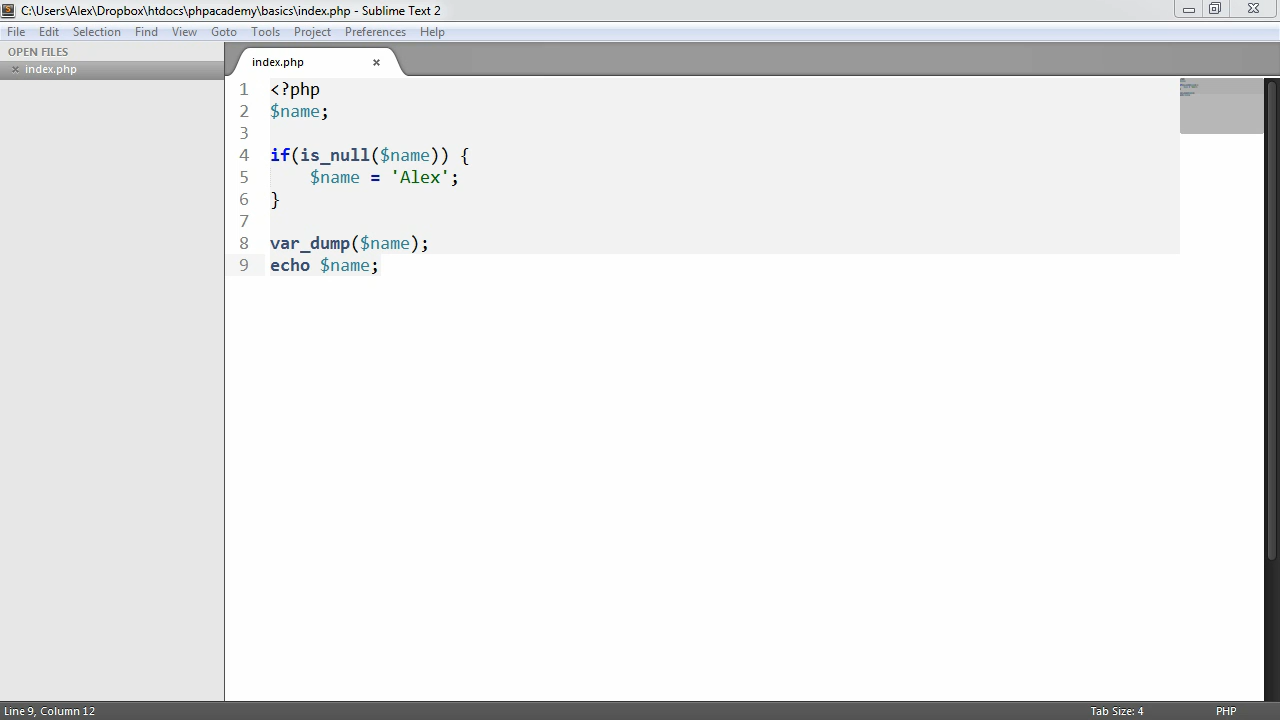 C:\Users\Alex\Dropbox\htdocs\phpacademy\basics\index.php - Sublime Text 2
File Edit Selection Find View Goto Tools Project Preferences Help
OPEN FILES
index.php
index.php
1 <?php
2 $name;
3
4 if(is_null($name)) {
5     $name = 'Alex';
6 }
7
8 var_dump($name);
9 echo $name;
Line 9, Column 12
Tab Size: 4
PHP